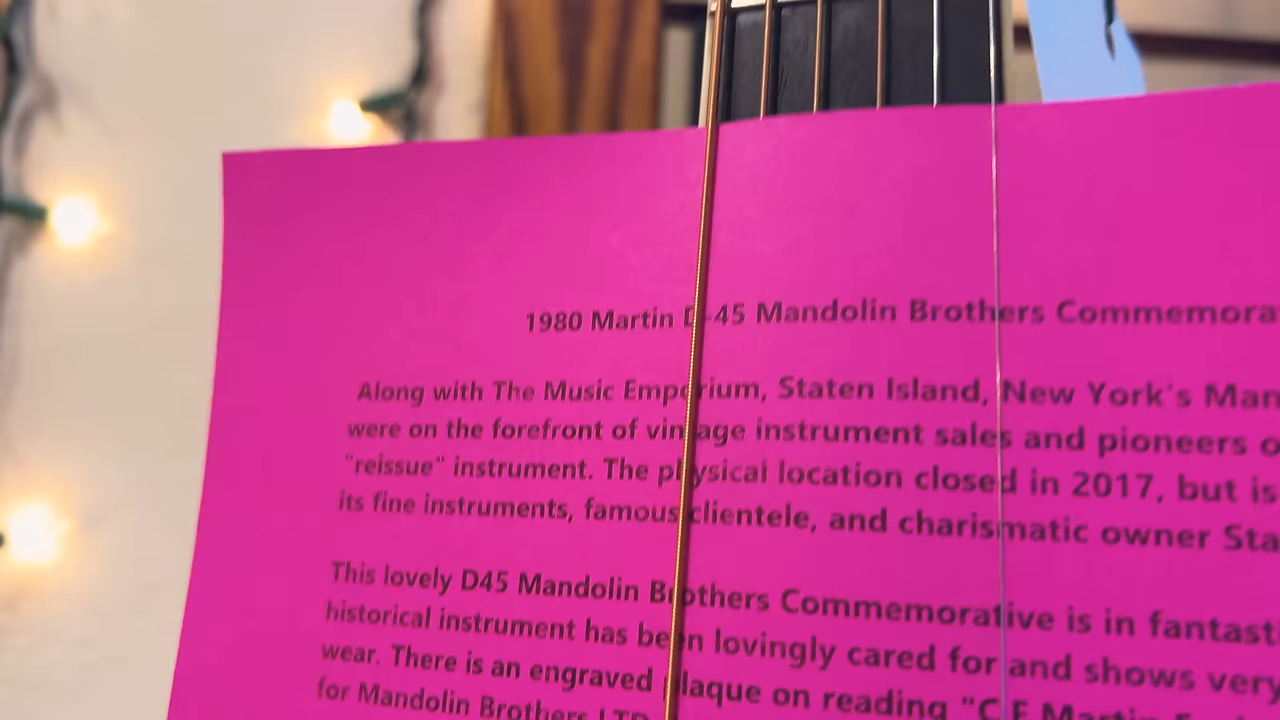 1980 Martin D-45 Mandolin Brothers Commemora
Along with The Music Emporium, Staten Island, New York's Man
were on the forefront of vintage instrument sales and pioneers o
"reissue" instrument. The physical location closed in 2017, but is
its fine instruments, famous clientele, and charismatic owner Sta
This lovely D45 Mandolin Brothers Commemorative is in fantast
historical instrument has been lovingly cared for and shows very
wear. There is an engraved plaque on reading "C.F. Martin
for Mandolin Brothers LTD